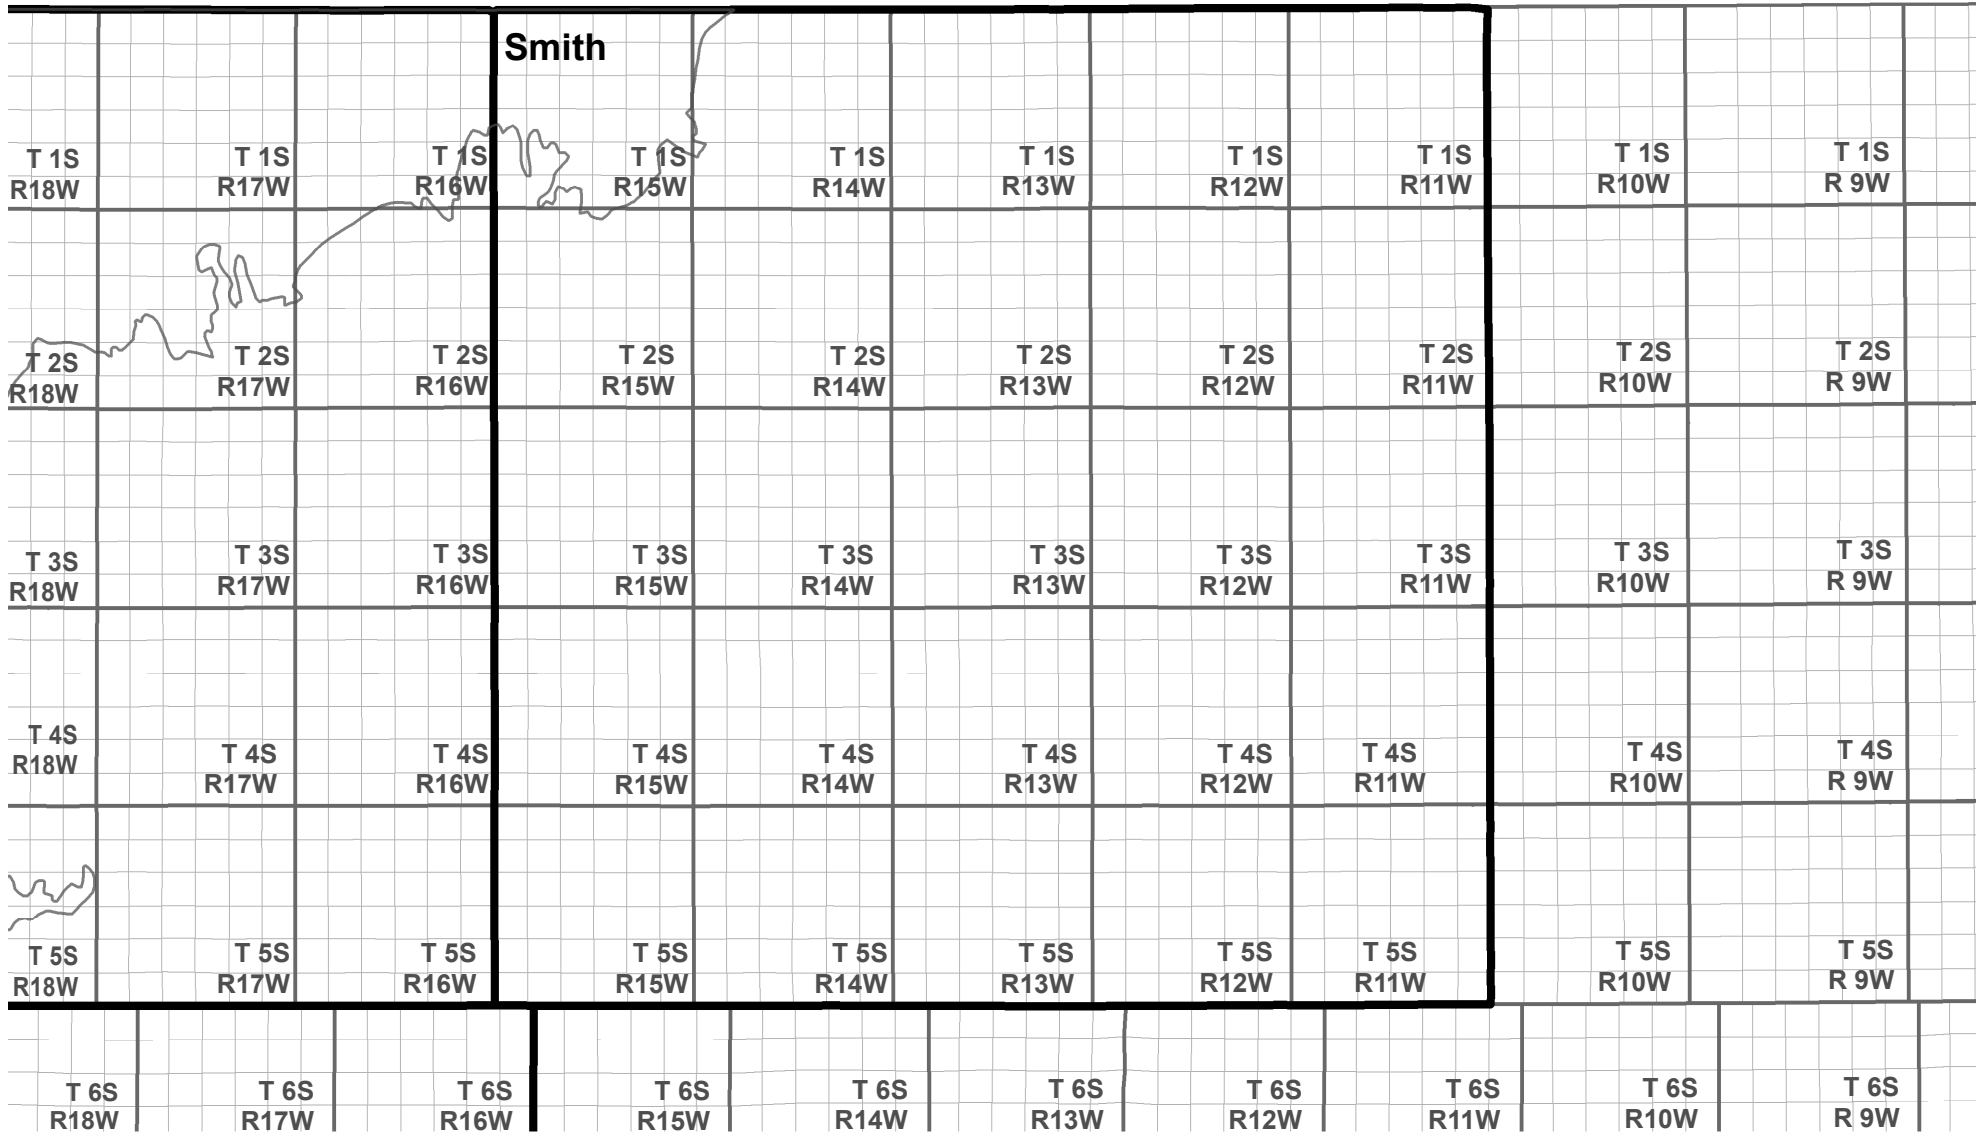 Smith
T 1S
R18W
T 1S
R17W
T 1S
R16W
T 1S
R15W
T 1S
R14W
T 1S
R13W
T 1S
R12W
T 1S
R11W
T 1S
R10W
T 1S
R 9W
T 2S
R18W
T 2S
R17W
T 2S
R16W
T 2S
R15W
T 2S
R14W
T 2S
R13W
T 2S
R12W
T 2S
R11W
T 2S
R10W
T 2S
R 9W
T 3S
R18W
T 3S
R17W
T 3S
R16W
T 3S
R15W
T 3S
R14W
T 3S
R13W
T 3S
R12W
T 3S
R11W
T 3S
R10W
T 3S
R 9W
T 4S
R18W
T 4S
R17W
T 4S
R16W
T 4S
R15W
T 4S
R14W
T 4S
R13W
T 4S
R12W
T 4S
R11W
T 4S
R10W
T 4S
R 9W
T 5S
R18W
T 5S
R17W
T 5S
R16W
T 5S
R15W
T 5S
R14W
T 5S
R13W
T 5S
R12W
T 5S
R11W
T 5S
R10W
T 5S
R 9W
T 6S
R18W
T 6S
R17W
T 6S
R16W
T 6S
R15W
T 6S
R14W
T 6S
R13W
T 6S
R12W
T 6S
R11W
T 6S
R10W
T 6S
R 9W